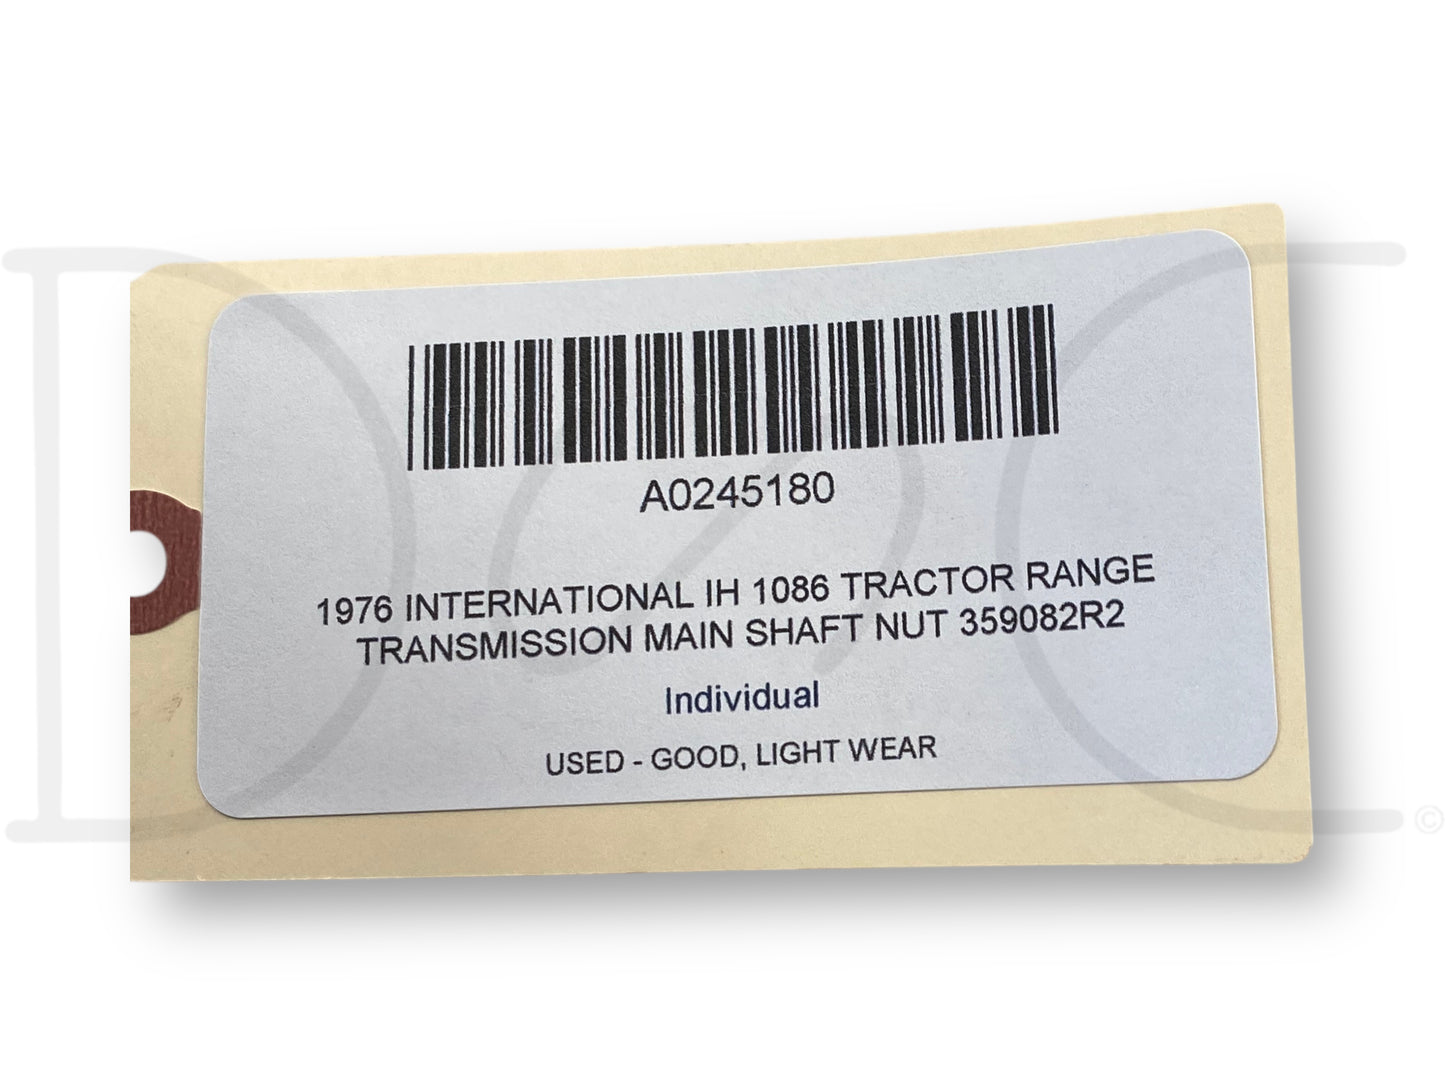 A0245180
1976 INTERNATIONAL IH 1086 TRACTOR RANGE
TRANSMISSION MAIN SHAFT NUT 359082R2
Individual
USED - GOOD, LIGHT WEAR
©